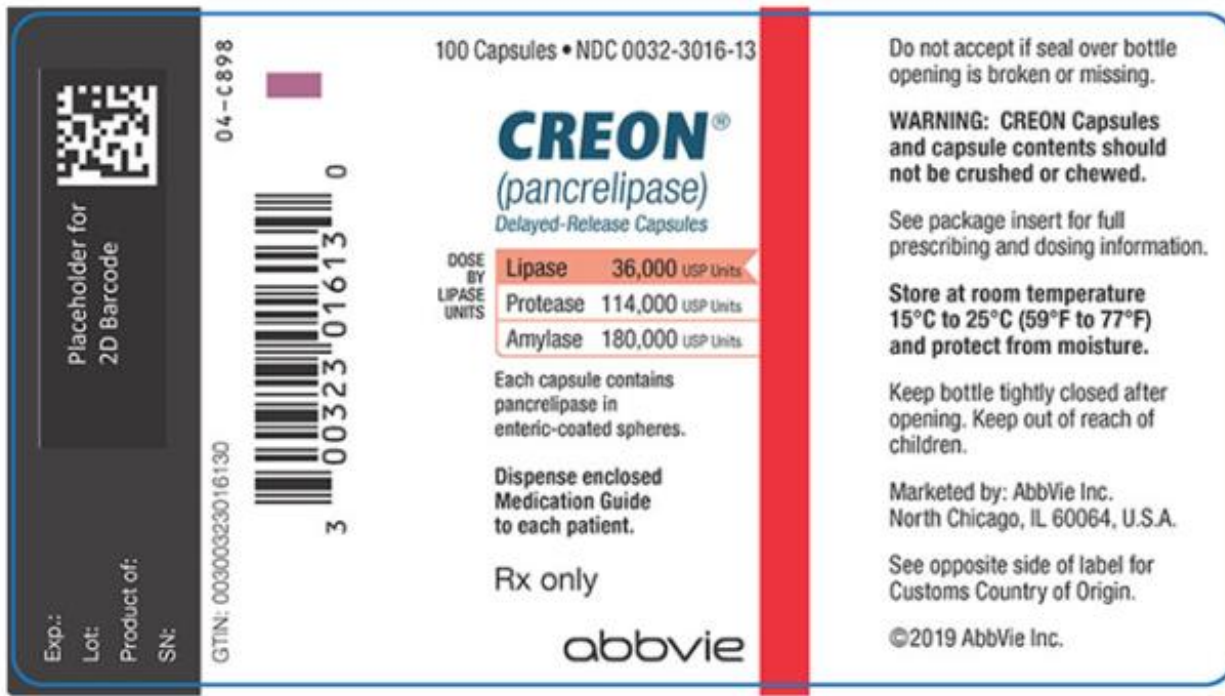 Placeholder for
2D Barcode
Exp.:
Lot:
Product of:
SN:
04-C898
3 00323 01613 0
GTIN: 00300323016130
100 Capsules • NDC 0032-3016-13
CREON®
(pancrelipase)
Delayed-Release Capsules
DOSE
BY
LIPASE
UNITS
Lipase 36,000 USP Units
Protease 114,000 USP Units
Amylase 180,000 USP Units
Each capsule contains
pancrelipase in
enteric-coated spheres.
Dispense enclosed
Medication Guide
to each patient.
Rx only
abbvie
Do not accept if seal over bottle
opening is broken or missing.
WARNING: CREON Capsules
and capsule contents should
not be crushed or chewed.
See package insert for full
prescribing and dosing information.
Store at room temperature
15°C to 25°C (59°F to 77°F)
and protect from moisture.
Keep bottle tightly closed after
opening. Keep out of reach of
children.
Marketed by: AbbVie Inc.
North Chicago, IL 60064, U.S.A.
See opposite side of label for
Customs Country of Origin.
©2019 AbbVie Inc.